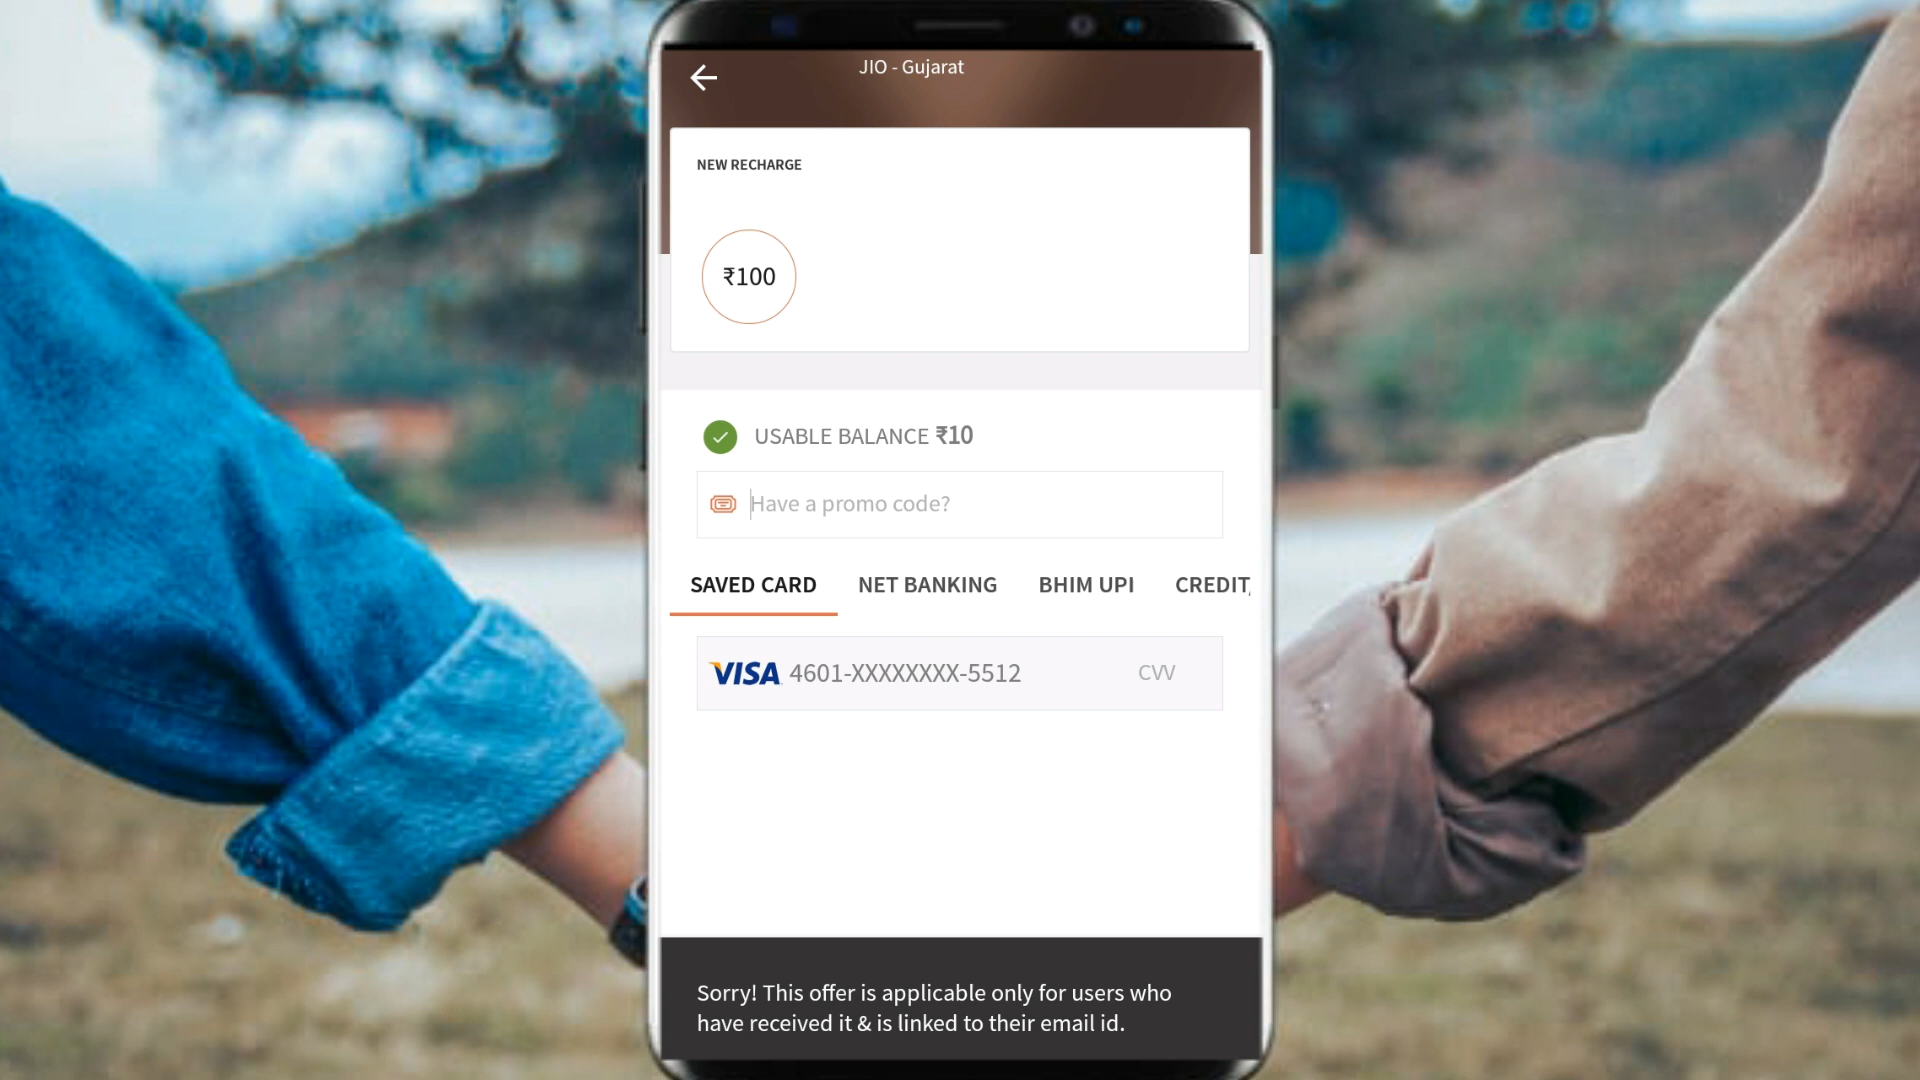 JIO - Gujarat
NEW RECHARGE
₹100
USABLE BALANCE ₹10
Have a promo code?
SAVED CARD NET BANKING BHIM UPI CREDIT/
VISA 4601-XXXXXXXX-5512 CVV
Sorry! This offer is applicable only for users who
have received it & is linked to their email id.